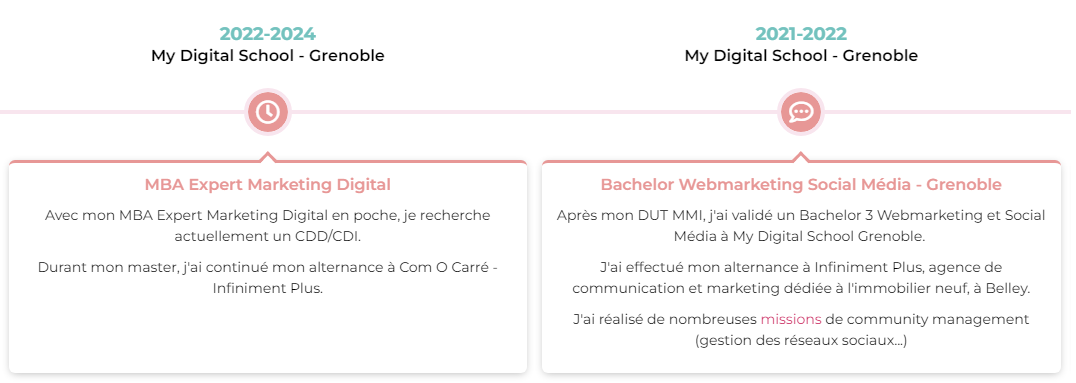 2022-2024
My Digital School - Grenoble
MBA Expert Marketing Digital
Avec mon MBA Expert Marketing Digital en poche, je recherche
actuellement un CDD/CDI.
Durant mon master, j'ai continué mon alternance à Com O Carré -
Infiniment Plus.
2021-2022
My Digital School - Grenoble
Bachelor Webmarketing Social Média - Grenoble
Après mon DUT MMI, j'ai validé un Bachelor 3 Webmarketing et Social
Média à My Digital School Grenoble.
J'ai effectué mon alternance à Infiniment Plus, agence de
communication et marketing dédiée à l'immobilier neuf, à Belley.
J'ai réalisé de nombreuses missions de community management
(gestion des réseaux sociaux...)